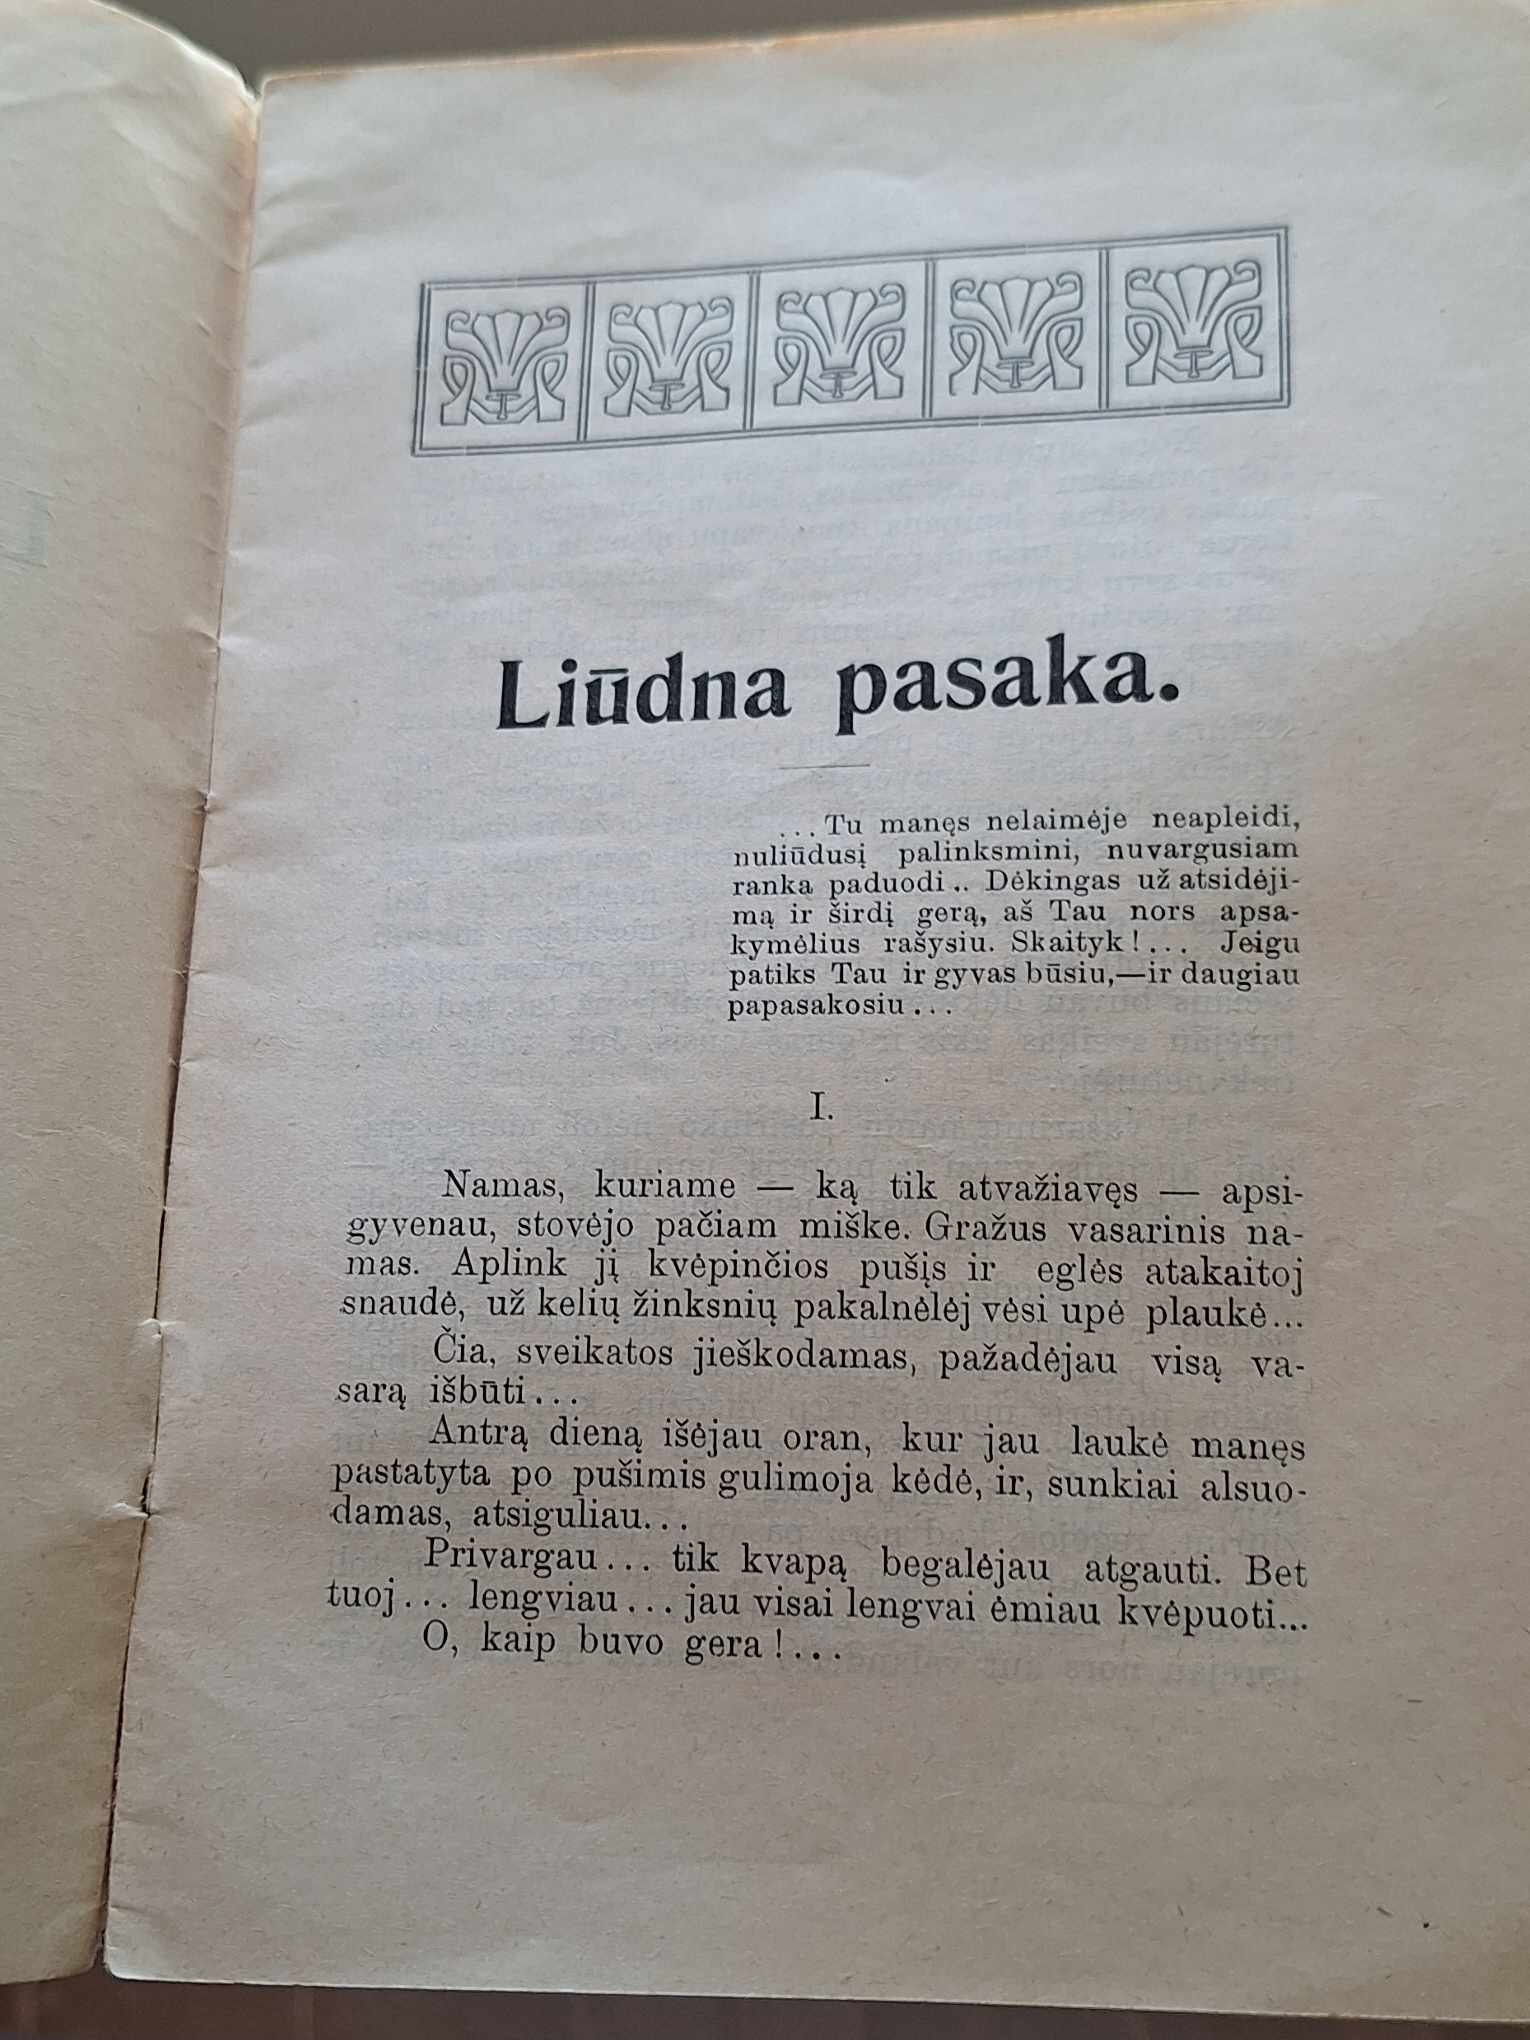 Liūdna pasaka.
...Tu manęs nelaimėje neapleidi,
nuliūdusį palinksmini, nuvargusiam
ranka paduodi.. Dėkingas už atsidėji-
mą ir širdį gerą, aš Tau nors apsa-
kymėlius rašysiu. Skaityk!... Jeigu
patiks Tau ir gyvas būsiu,—ir daugiau
papasakosiu...
I.
Namas, kuriame — ką tik atvažiavęs — apsi-
gyvenau, stovėjo pačiam miške. Gražus vasarinis na-
mas. Aplink jį kvėpinčios pušįs ir eglės atakaitoj
snaudė, už kelių žinksnių pakalnėlėj vėsi upė plaukė...
Čia, sveikatos jieškodamas, pažadėjau visą va-
sarą išbūti...
Antrą dieną išėjau oran, kur jau laukė manęs
pastatyta po pušimis gulimoja kėdė, ir, sunkiai alsuo-
damas, atsiguliau...
Privargau... tik kvapą begalėjau atgauti. Bet
tuoj... lengviau... jau visai lengvai ėmiau kvėpuoti...
O, kaip buvo gera!...